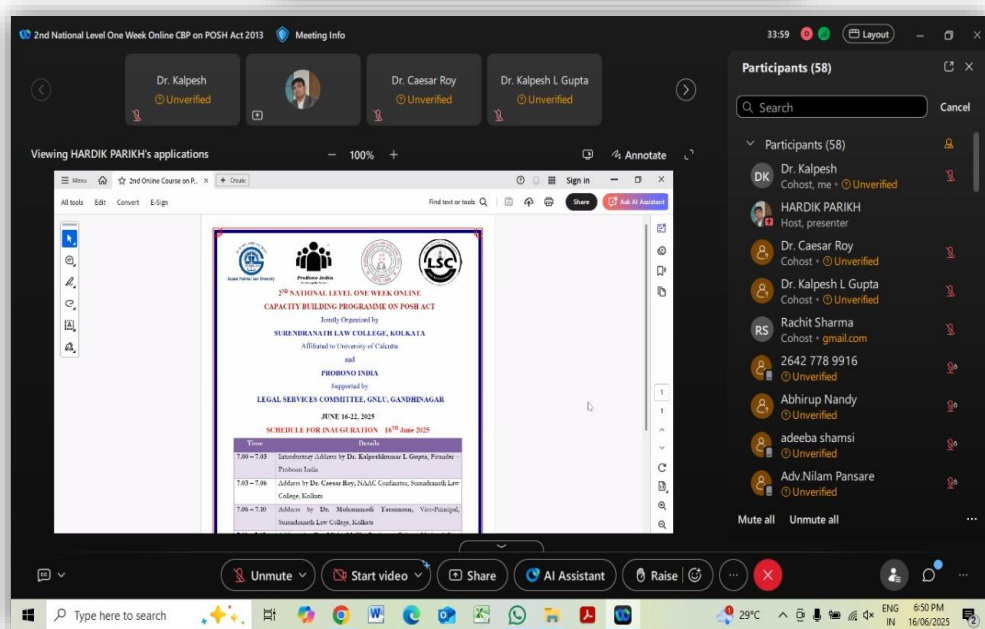 2nd National Level One Week Online CBP on POSH Act 2013 Meeting Info
33:59 Layout
Dr. Kalpesh
Unverified
Dr. Caesar Roy
Unverified
Dr. Kalpesh L Gupta
Unverified
Viewing HARDIK PARIKH's applications
100%
Annotate
Menu
2nd Online Course on P..
Create
Sign in
All tools Edit Convert E-Sign
Find text or tools
Share
Ask AI Assistant
ProBono India
LSC
2ND NATIONAL LEVEL ONE WEEK ONLINE
CAPACITY BUILDING PROGRAMME ON POSH ACT
Jointly Organized by
SURENDRANATH LAW COLLEGE, KOLKATA
Affiliated to University of Calcutta
and
PROBONO INDIA
Supported by
LEGAL SERVICES COMMITTEE, GNLU, GANDHINAGAR
JUNE 16-22, 2025
SCHEDULE FOR INAUGURATION – 16TH June 2025
Time Details
7.00 – 7.05 Introductory Address by Dr. Kalpeshkumar L Gupta, Founder –
Probono India
7.05 – 7.06 Address by Dr. Caesar Roy, NAAC Cordinator, Surendranath Law
College, Kolkata
7.06 – 7.10 Address by Dr. Mohammadi Tarannum, Vice-Principal,
Surendranath Law College, Kolkata
1
1
Participants (58)
Search
Cancel
Participants (58)
DK
Dr. Kalpesh
Cohost, me • Unverified
HARDIK PARIKH
Host, presenter
Dr. Caesar Roy
Cohost • Unverified
Dr. Kalpesh L Gupta
Cohost • Unverified
RS
Rachit Sharma
Cohost • gmail.com
2642 778 9916
Unverified
Abhirup Nandy
Unverified
adeeba shamsi
Unverified
Adv.Nilam Pansare
Unverified
Mute all Unmute all
Unmute
Start video
Share
AI Assistant
Raise
Type here to search
29°C
ENG
IN
6:50 PM
16/06/2025
2